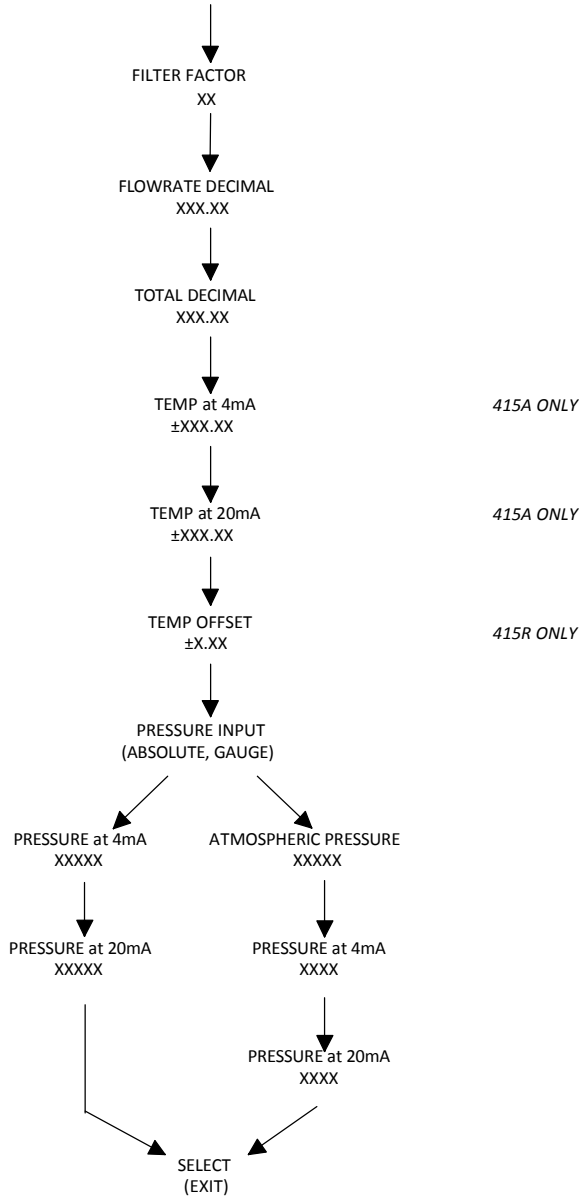 FILTER FACTOR
XX
FLOWRATE DECIMAL
XXX.XX
TOTAL DECIMAL
XXX.XX
TEMP at 4mA
±XXX.XX
415A ONLY
TEMP at 20mA
±XXX.XX
415A ONLY
TEMP OFFSET
±X.XX
415R ONLY
PRESSURE INPUT
(ABSOLUTE, GAUGE)
PRESSURE at 4mA
XXXXX
ATMOSPHERIC PRESSURE
XXXXX
PRESSURE at 20mA
XXXXX
PRESSURE at 4mA
XXXX
PRESSURE at 20mA
XXXX
SELECT
(EXIT)